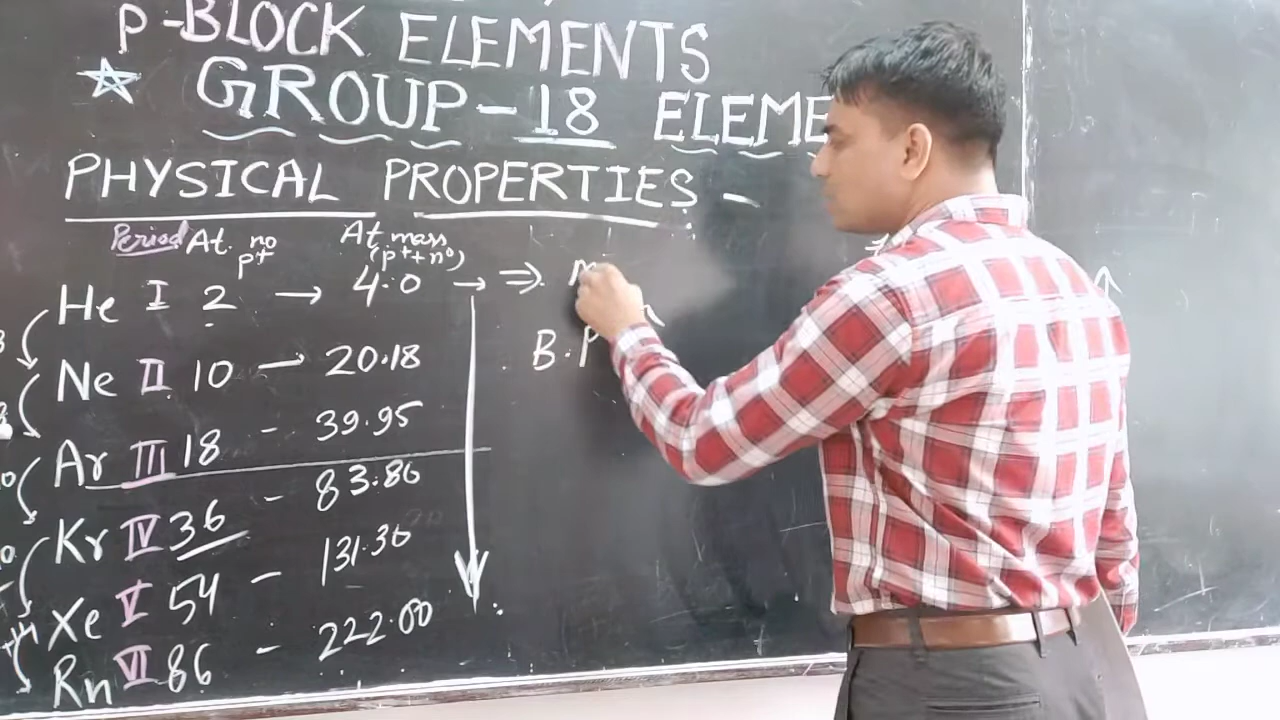 p-BLOCK ELEMENTS
GROUP-18 ELEME
PHYSICAL PROPERTIES -
Period At. no At mass
p+ (p++n°)
He I 2 → 4.0 → ⇒
Ne II 10 → 20.18 B.P
Ar III 18 - 39.95
Kr IV 36 - 83.80
Xe V 54 - 131.30
Rn VI 86 - 222.00